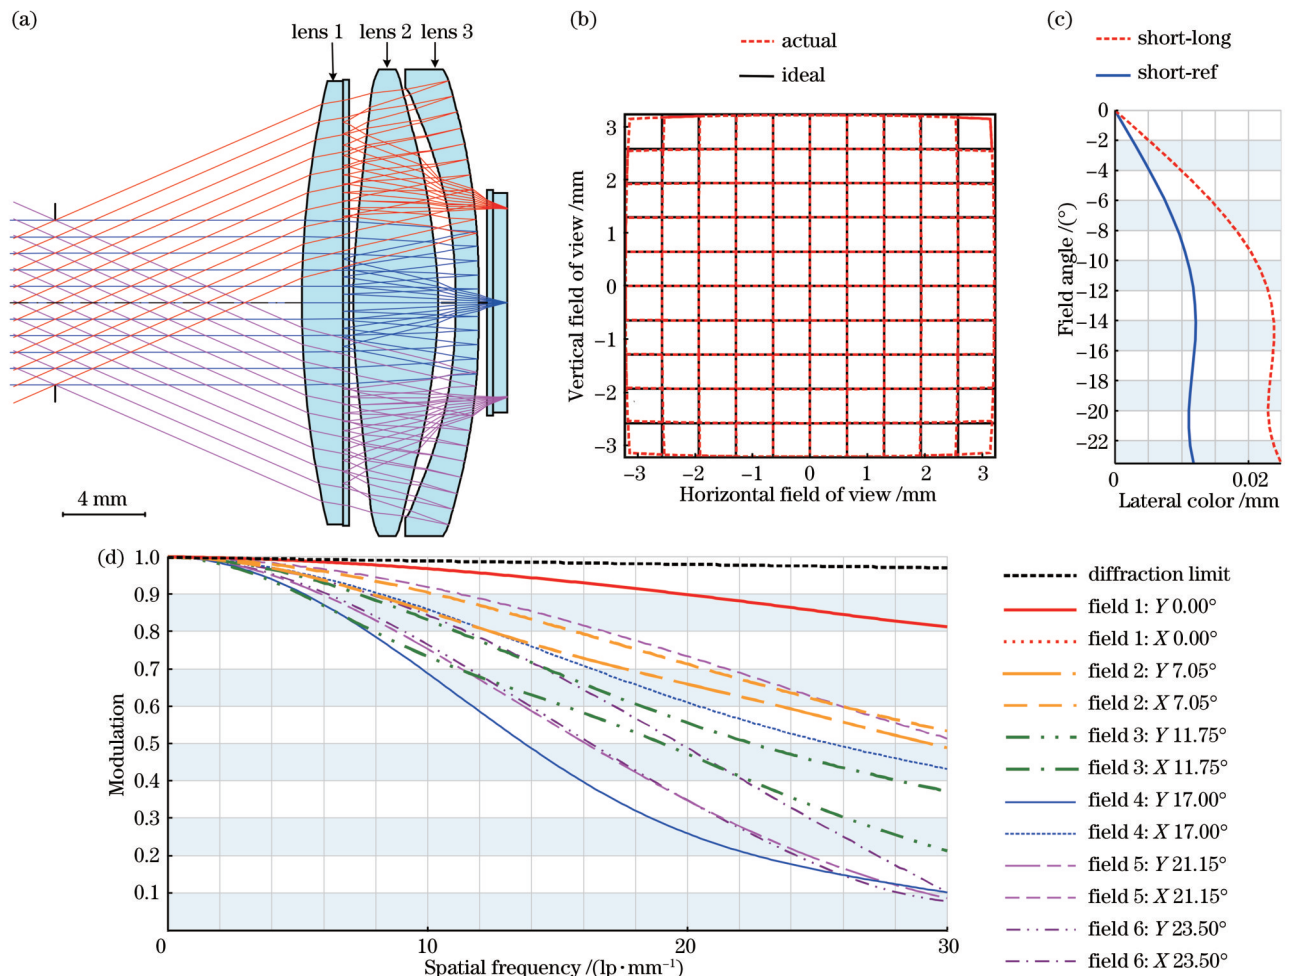 (a)
lens 1
lens 2
lens 3
4 mm
(b)
actual
ideal
Vertical field of view /mm
3
2
1
0
−1
−2
−3
−3
−2
−1
0
1
2
3
Horizontal field of view /mm
(c)
short-long
short-ref
Field angle /(°)
0
−2
−4
−6
−8
−10
−12
−14
−16
−18
−20
−22
0
0.02
Lateral color /mm
(d)
Modulation
1.0
0.9
0.8
0.7
0.6
0.5
0.4
0.3
0.2
0.1
0
10
20
30
Spatial frequency /(lp·mm⁻¹)
diffraction limit
field 1: Y 0.00°
field 1: X 0.00°
field 2: Y 7.05°
field 2: X 7.05°
field 3: Y 11.75°
field 3: X 11.75°
field 4: Y 17.00°
field 4: X 17.00°
field 5: Y 21.15°
field 5: X 21.15°
field 6: Y 23.50°
field 6: X 23.50°